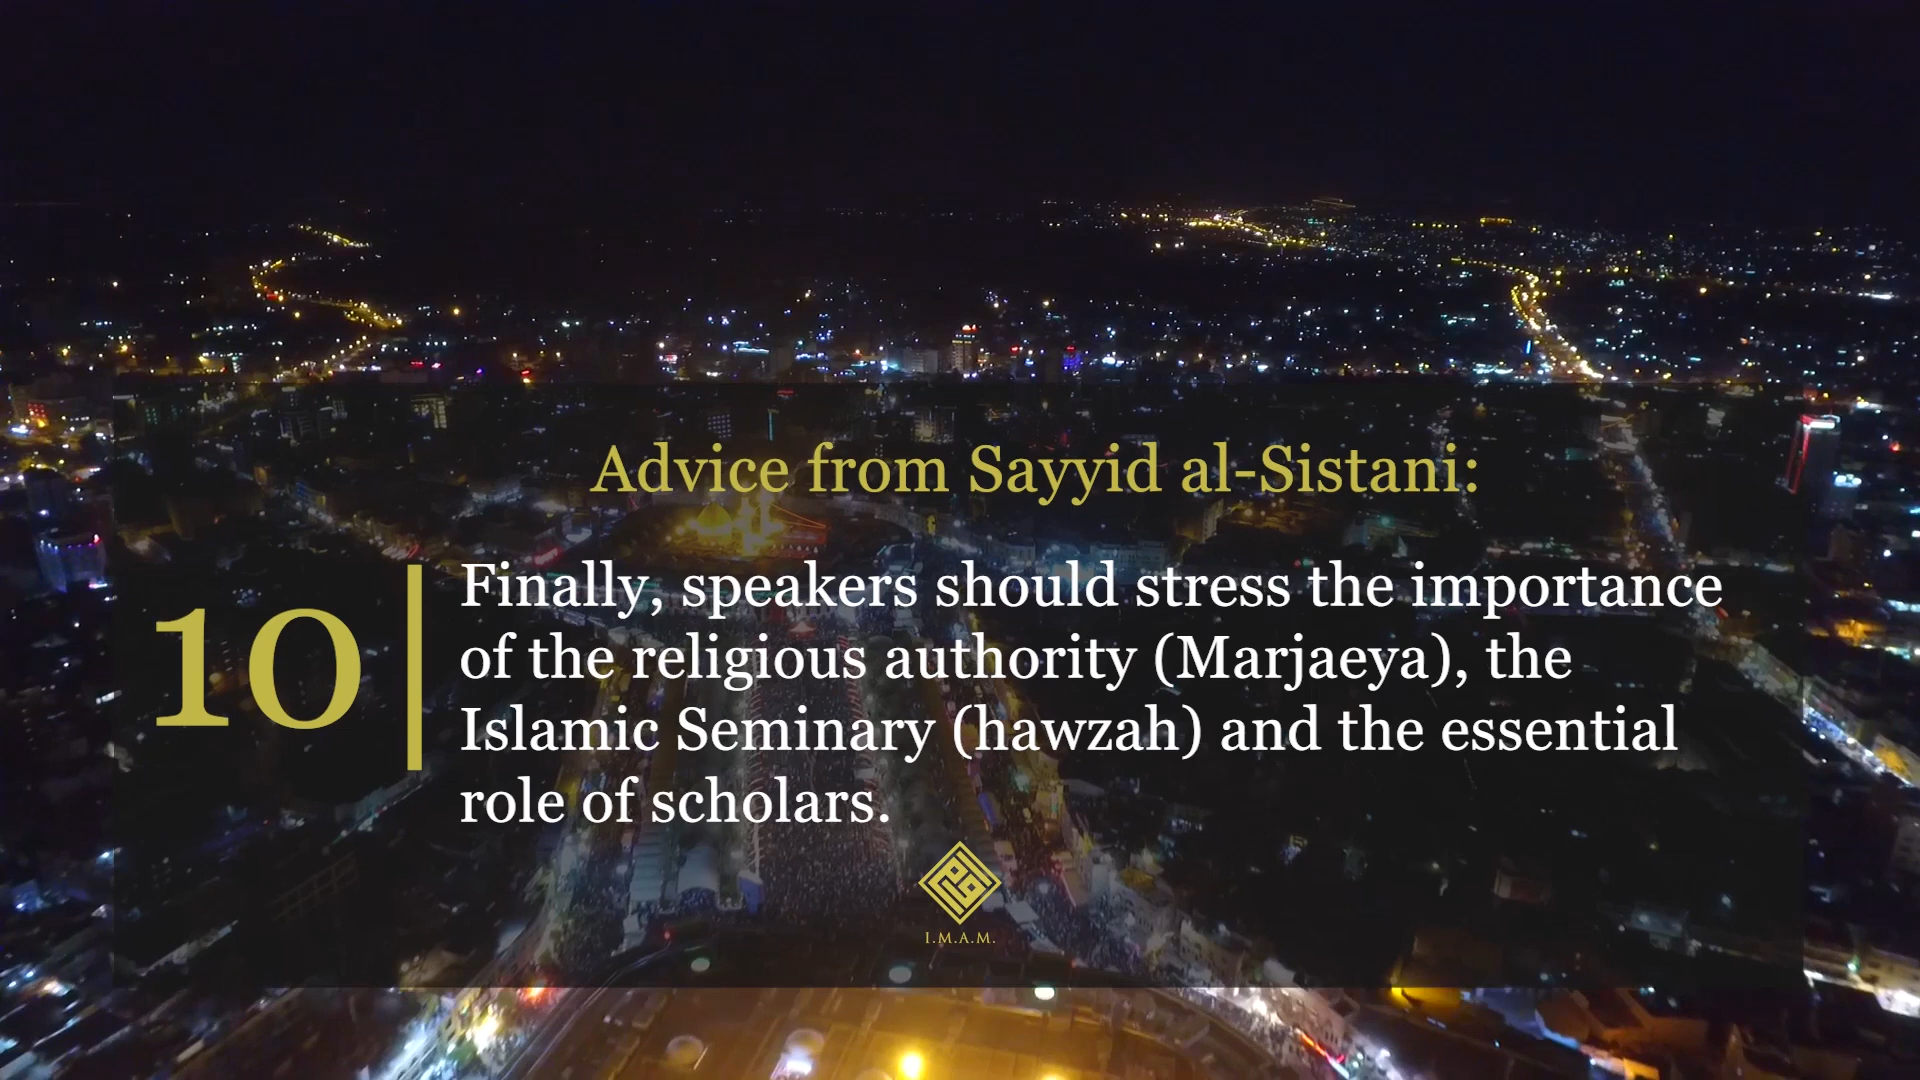 Advice from Sayyid al-Sistani:
10
Finally, speakers should stress the importance
of the religious authority (Marjaeya), the
Islamic Seminary (hawzah) and the essential
role of scholars.
I.M.A.M.